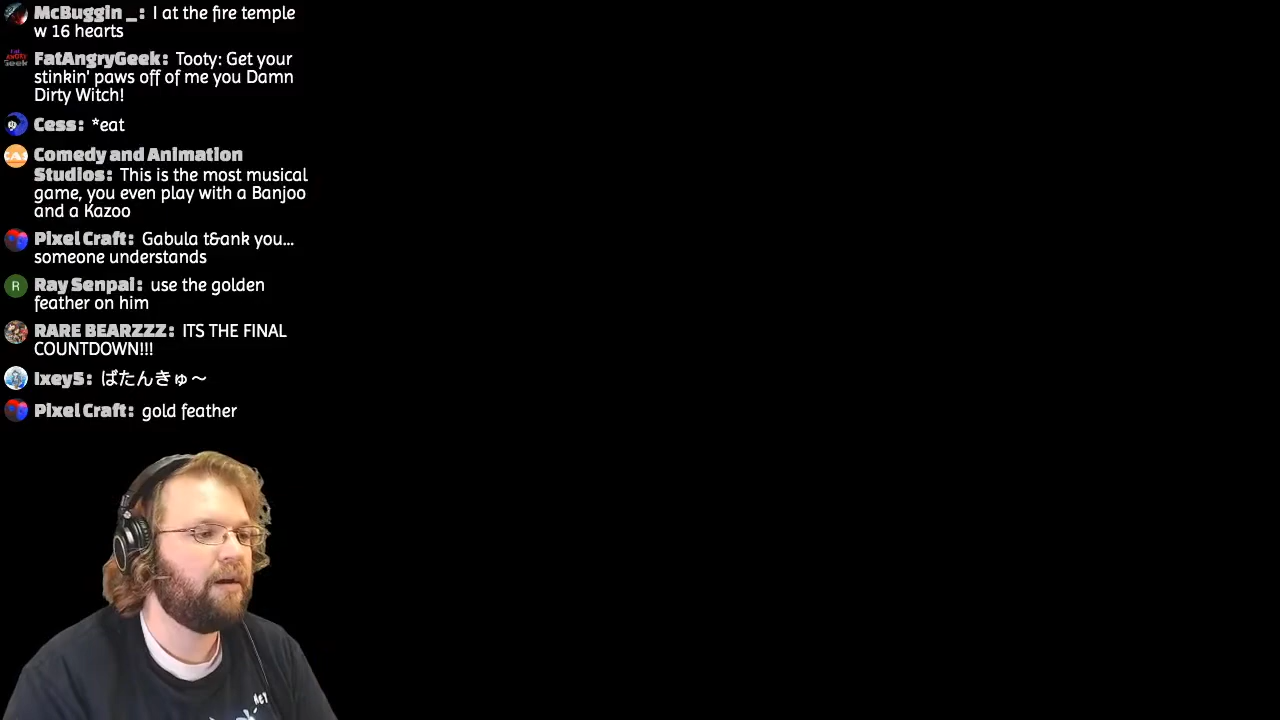 McBuggin _: I at the fire temple
w 16 hearts
FatAngryGeek: Tooty: Get your
stinkin' paws off of me you Damn
Dirty Witch!
Cess: *eat
Comedy and Animation
Studios: This is the most musical
game, you even play with a Banjoo
and a Kazoo
Pixel Craft: Gabula t&ank you...
someone understands
R
Ray Senpai: use the golden
feather on him
RARE BEARZZZ: ITS THE FINAL
COUNTDOWN!!!
Ixey5: ばたんきゅ～
Pixel Craft: gold feather